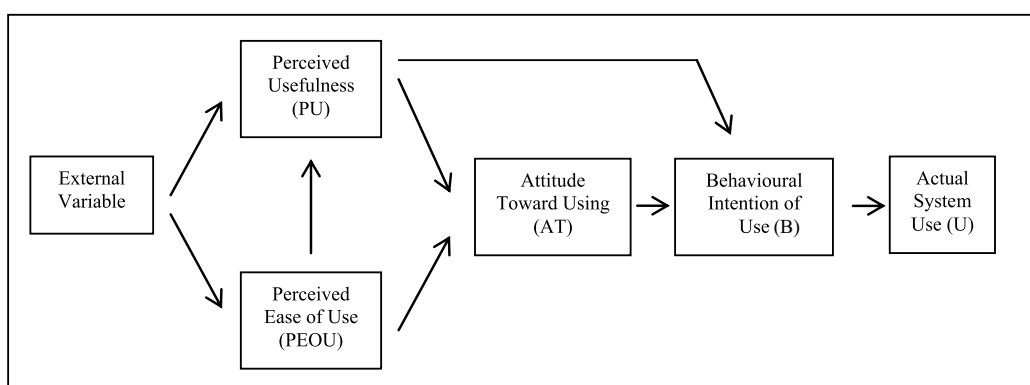 External
Variable
Perceived
Usefulness
(PU)
Perceived
Ease of Use
(PEOU)
Attitude
Toward Using
(AT)
Behavioural
Intention of
Use (B)
Actual
System
Use (U)